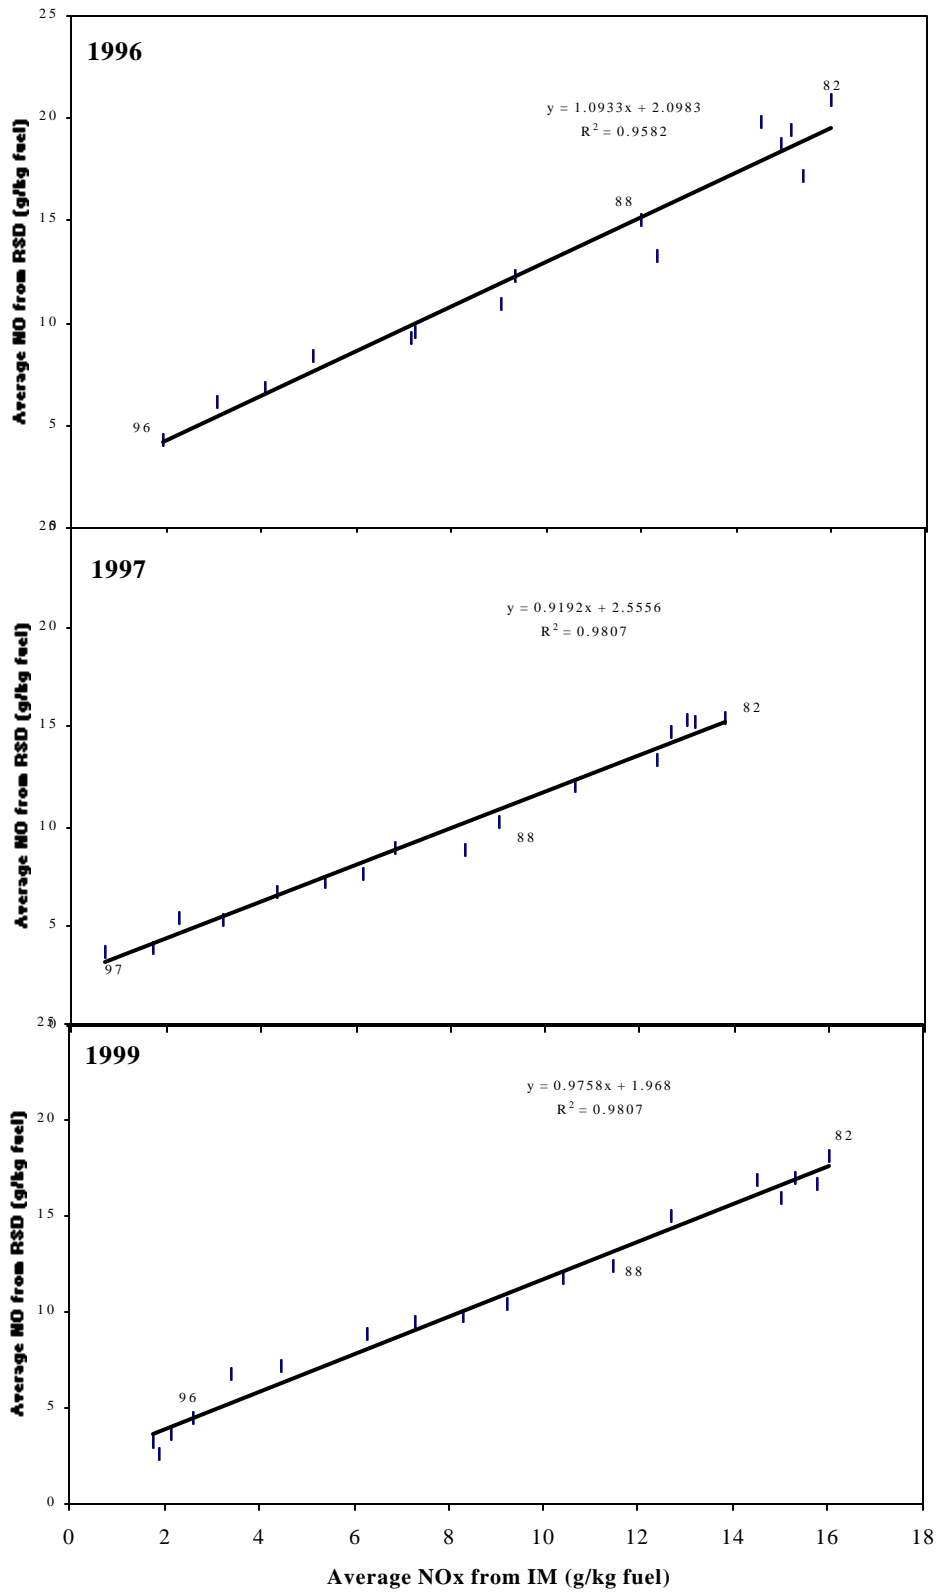 25
1996
82
y = 1.0933x + 2.0983
R2 = 0.9582
20
88
15
10
96
5
Average NO from RSD (g/kg fuel)
0
25
1997
y = 0.9192x + 2.5556
R2 = 0.9807
20
82
15
88
10
5
97
Average NO from RSD (g/kg fuel)
0
25
1999
y = 0.9758x + 1.968
R2 = 0.9807
20
82
15
88
10
96
5
0
Average NO from RSD (g/kg fuel)
0 2 4 6 8 10 12 14 16 18
Average NOx from IM (g/kg fuel)